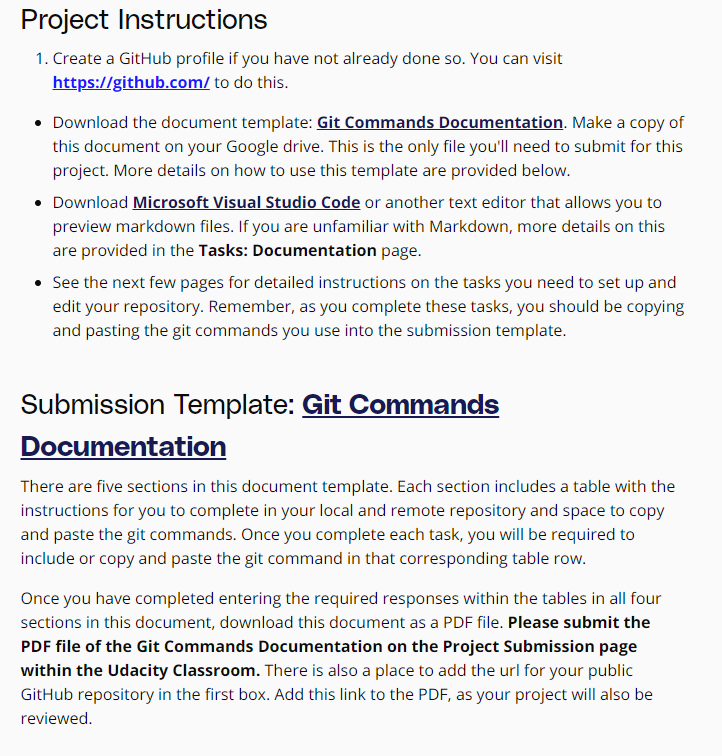 Project Instructions
1. Create a GitHub profile if you have not already done so. You can visit
https://github.com/ to do this.
• Download the document template: Git Commands Documentation. Make a copy of
this document on your Google drive. This is the only file you'll need to submit for this
project. More details on how to use this template are provided below.
• Download Microsoft Visual Studio Code or another text editor that allows you to
preview markdown files. If you are unfamiliar with Markdown, more details on this
are provided in the Tasks: Documentation page.
• See the next few pages for detailed instructions on the tasks you need to set up and
edit your repository. Remember, as you complete these tasks, you should be copying
and pasting the git commands you use into the submission template.
Submission Template: Git Commands
Documentation
There are five sections in this document template. Each section includes a table with the
instructions for you to complete in your local and remote repository and space to copy
and paste the git commands. Once you complete each task, you will be required to
include or copy and paste the git command in that corresponding table row.
Once you have completed entering the required responses within the tables in all four
sections in this document, download this document as a PDF file. Please submit the
PDF file of the Git Commands Documentation on the Project Submission page
within the Udacity Classroom. There is also a place to add the url for your public
GitHub repository in the first box. Add this link to the PDF, as your project will also be
reviewed.